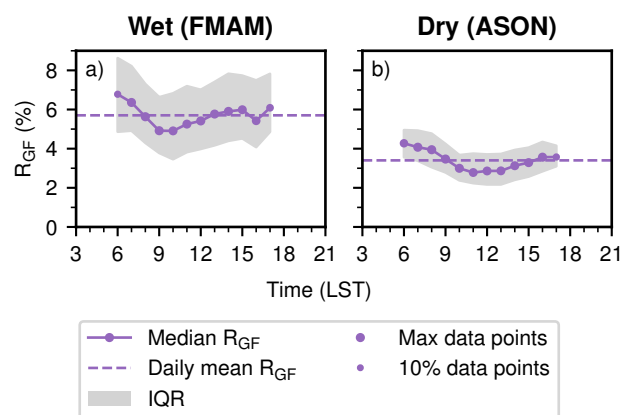 Wet (FMAM) Dry (ASON)
a) b)
8
6
4
2
0
R_GF (%)
3 6 9 12 15 18 21 3 6 9 12 15 18 21
Time (LST)
Median R_GF
Daily mean R_GF
IQR
Max data points
10% data points